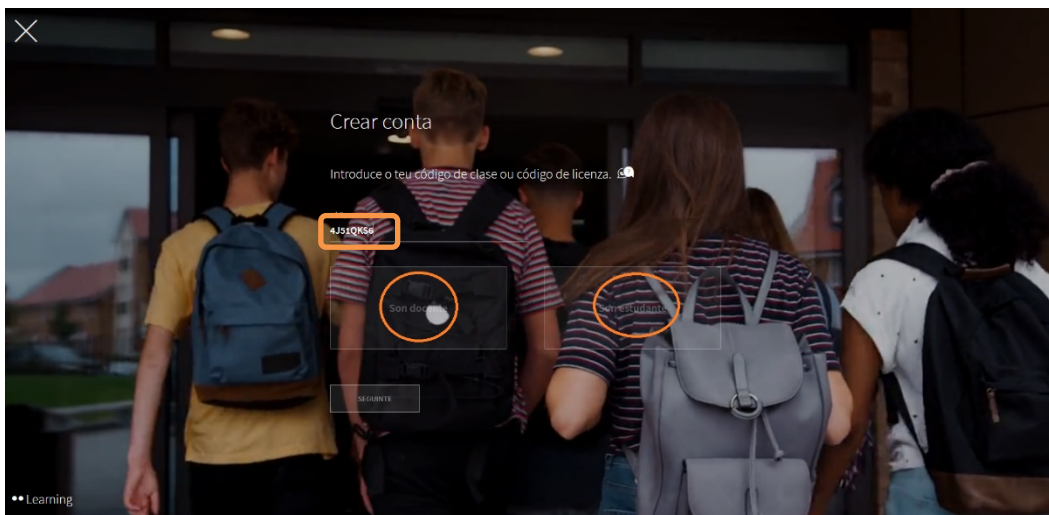 Crear conta
Introduce o teu código de clase ou código de licenza.
4J51QKS6
Son docente
Son estudante
SEGUINTE
Learning